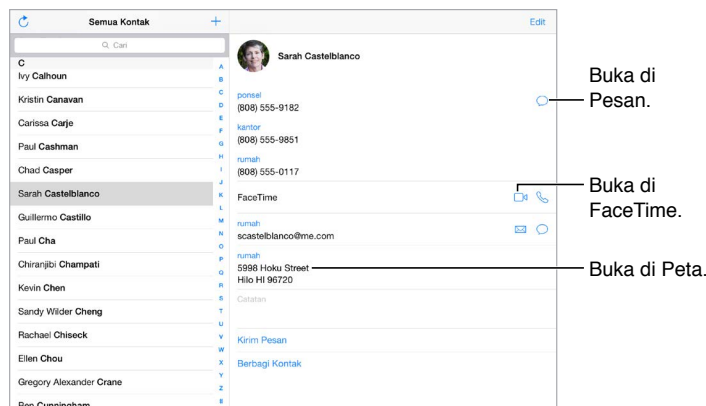 Semua Kontak
+
Edit
Cari
C
Ivy Calhoun
Kristin Canavan
Carissa Carje
Paul Cashman
Chad Casper
Sarah Castelblanco
Guillermo Castillo
Paul Cha
Chiranjibi Champati
Kevin Chen
Sandy Wilder Cheng
Rachael Chiseck
Ellen Chou
Gregory Alexander Crane
Ben Cunningham
A
B
C
D
E
F
G
H
I
J
K
L
M
N
O
P
Q
R
S
T
U
V
W
X
Y
Z
#
Sarah Castelblanco
ponsel
(808) 555-9182
kantor
(808) 555-9851
rumah
(808) 555-0117
FaceTime
rumah
scastelblanco@me.com
rumah
5998 Hoku Street
Hilo HI 96720
Catatan
Kirim Pesan
Berbagi Kontak
Buka di
Pesan.
Buka di
FaceTime.
Buka di Peta.